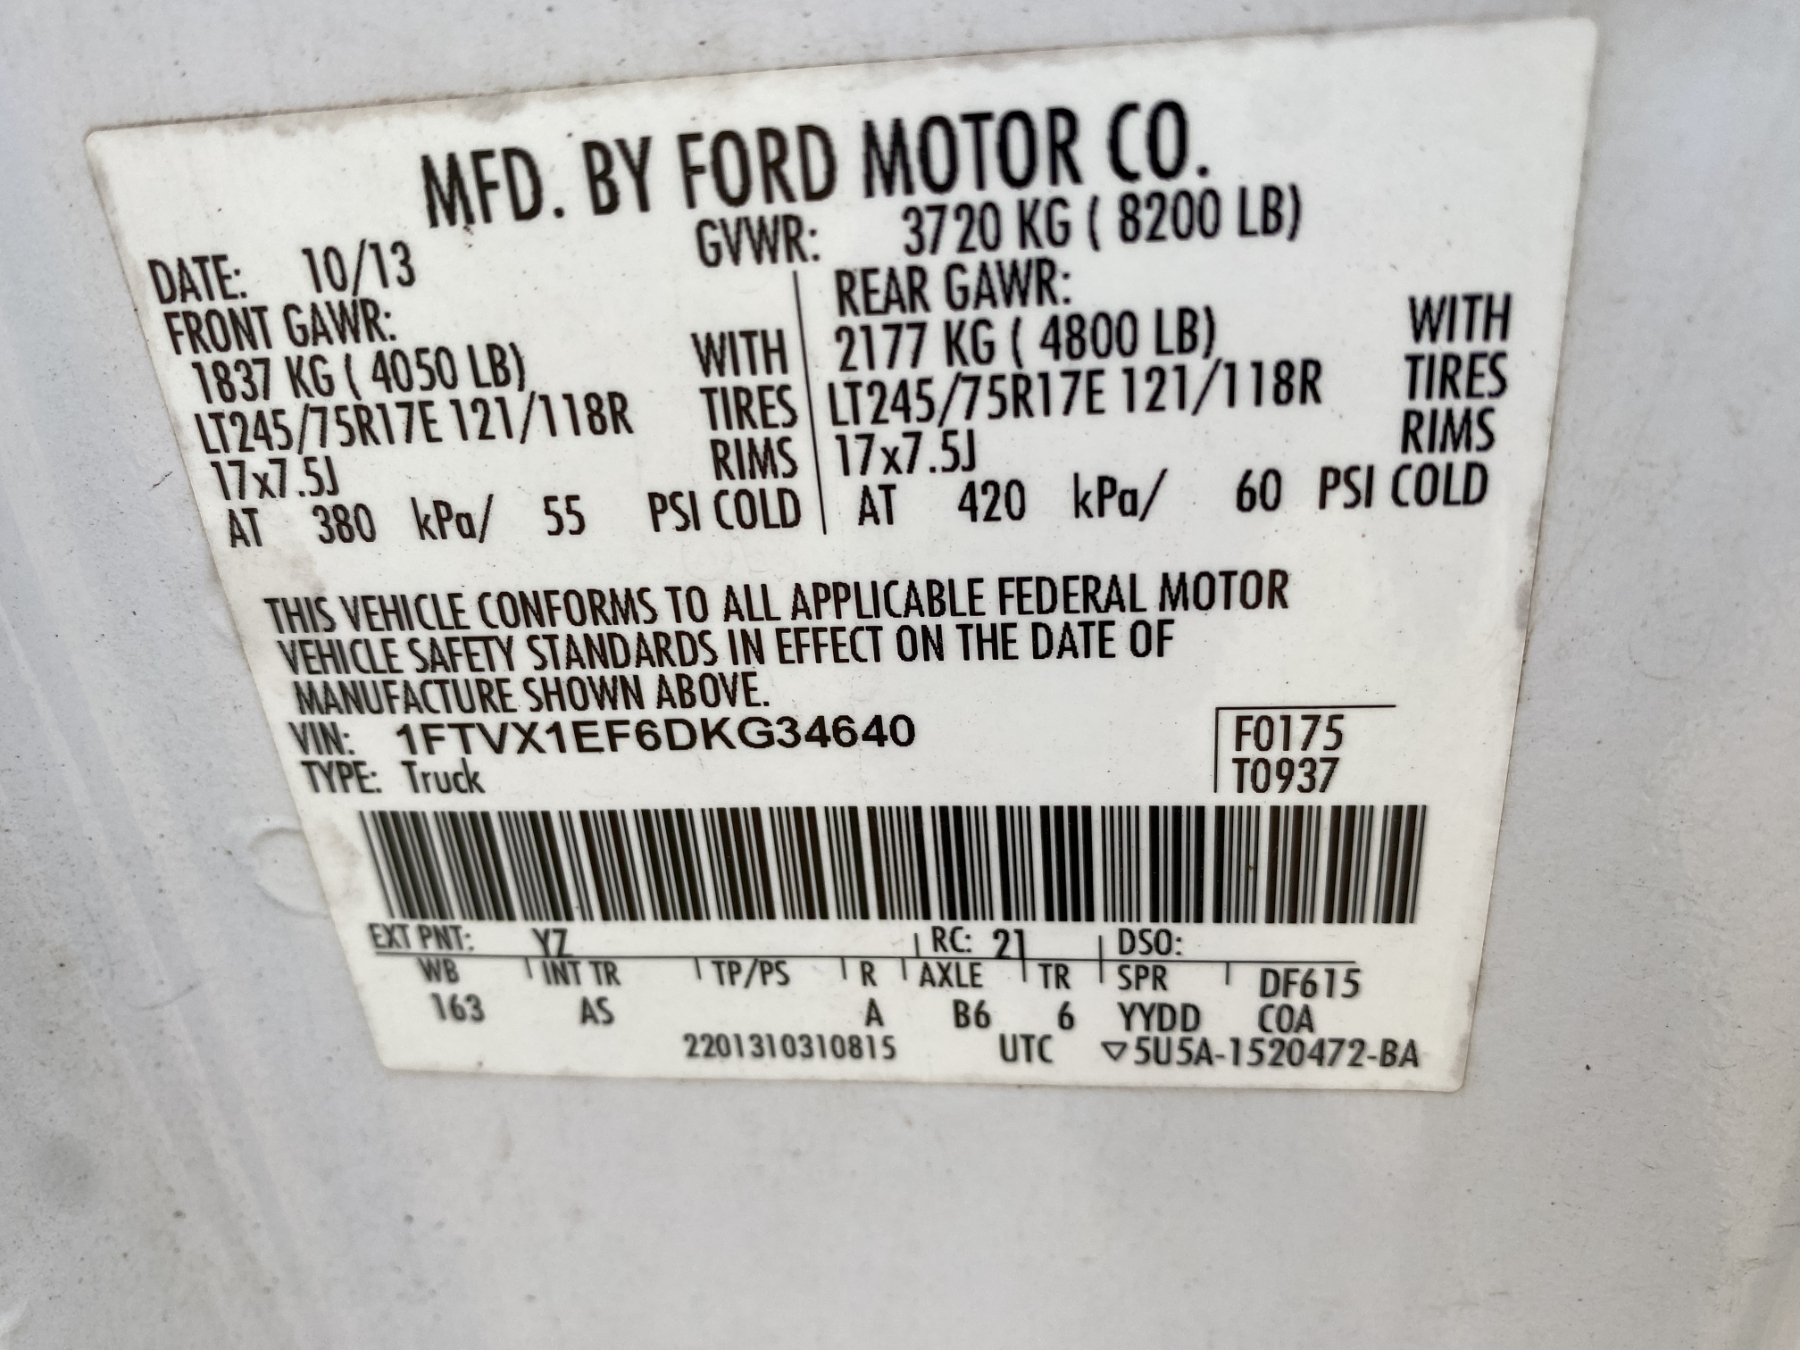 MFD. BY FORD MOTOR CO.
DATE: 10/13 GVWR: 3720 KG ( 8200 LB)
FRONT GAWR: REAR GAWR:
1837 KG ( 4050 LB) WITH 2177 KG ( 4800 LB) WITH
LT245/75R17E 121/118R TIRES LT245/75R17E 121/118R TIRES
17x7.5J RIMS 17x7.5J RIMS
AT 380 kPa/ 55 PSI COLD AT 420 kPa/ 60 PSI COLD
THIS VEHICLE CONFORMS TO ALL APPLICABLE FEDERAL MOTOR
VEHICLE SAFETY STANDARDS IN EFFECT ON THE DATE OF
MANUFACTURE SHOWN ABOVE.
VIN: 1FTVX1EF6DKG34640 F0175
TYPE: Truck T0937
EXT PNT: YZ RC: 21 DSO:
WB INT TR TP/PS R AXLE TR SPR DF615
163 AS A B6 6 YYDD COA
2201310310815 UTC ▽5U5A-1520472-BA